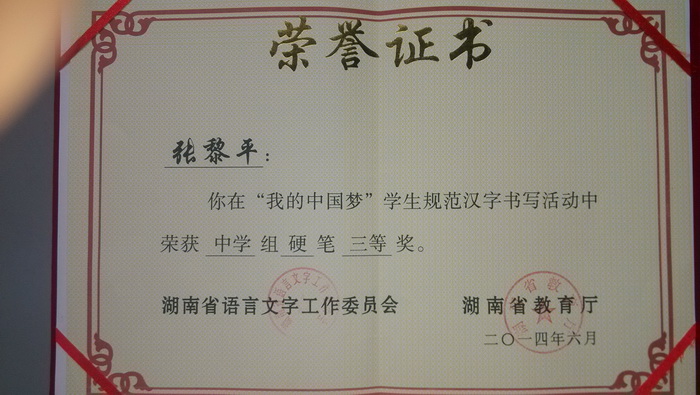 荣誉证书
张黎平：
你在“我的中国梦”学生规范汉字书写活动中
荣获 中学 组 硬 笔 三等 奖。
湖南省语言文字工作委员会 湖南省教育厅
二〇一四年六月